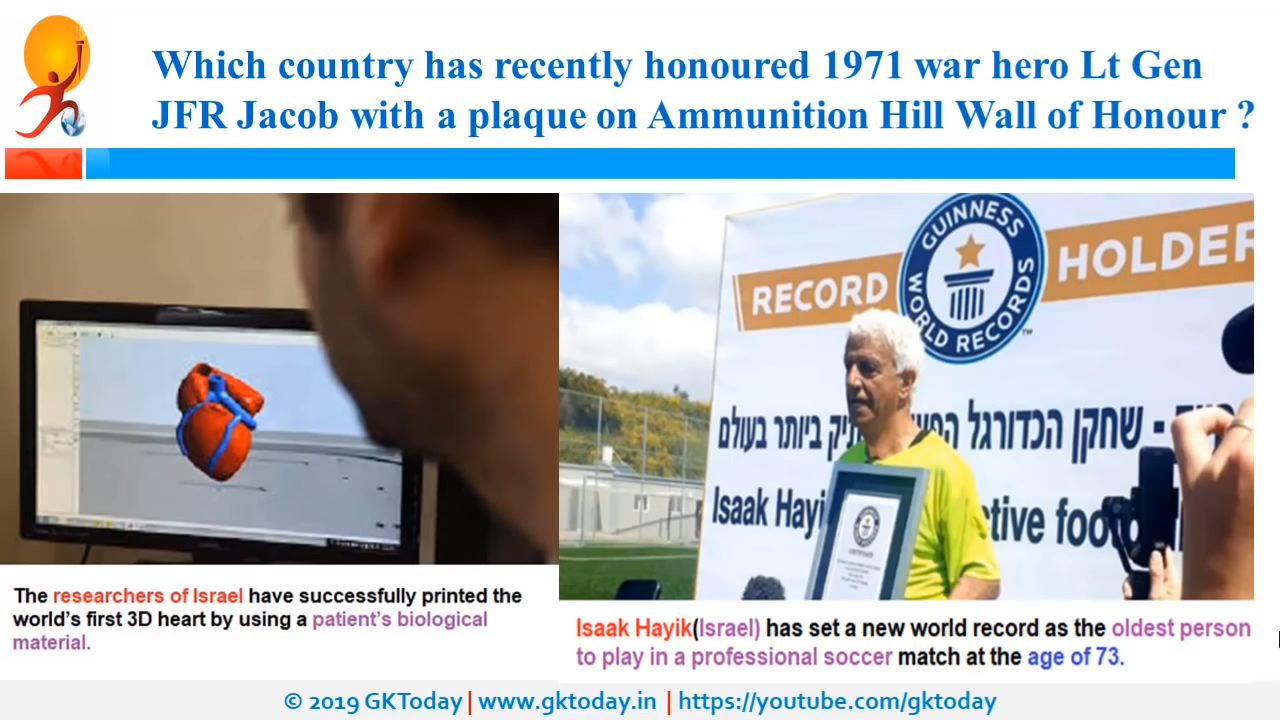 Which country has recently honoured 1971 war hero Lt Gen
JFR Jacob with a plaque on Ammunition Hill Wall of Honour ?
RECORD
GUINNESS
WORLD RECORDS
TM
HOLDER
שחקן הכדורגל
ביותר בעולם
Isaak Hayi
CERTIFICATE
The researchers of Israel have successfully printed the
world's first 3D heart by using a patient's biological
material.
Isaak Hayik(Israel) has set a new world record as the oldest person
to play in a professional soccer match at the age of 73.
© 2019 GKToday | www.gktoday.in | https://youtube.com/gktoday